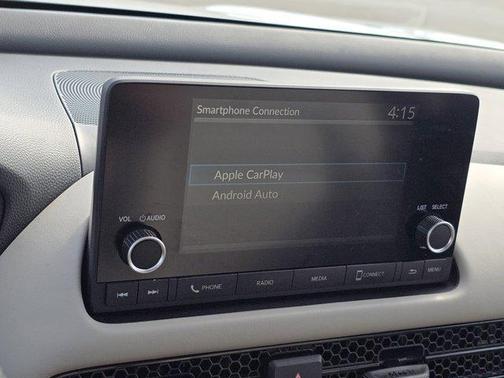 Smartphone Connection 4:15
Apple CarPlay
Android Auto
VOL AUDIO
LIST SELECT
PHONE RADIO MEDIA CONNECT MENU